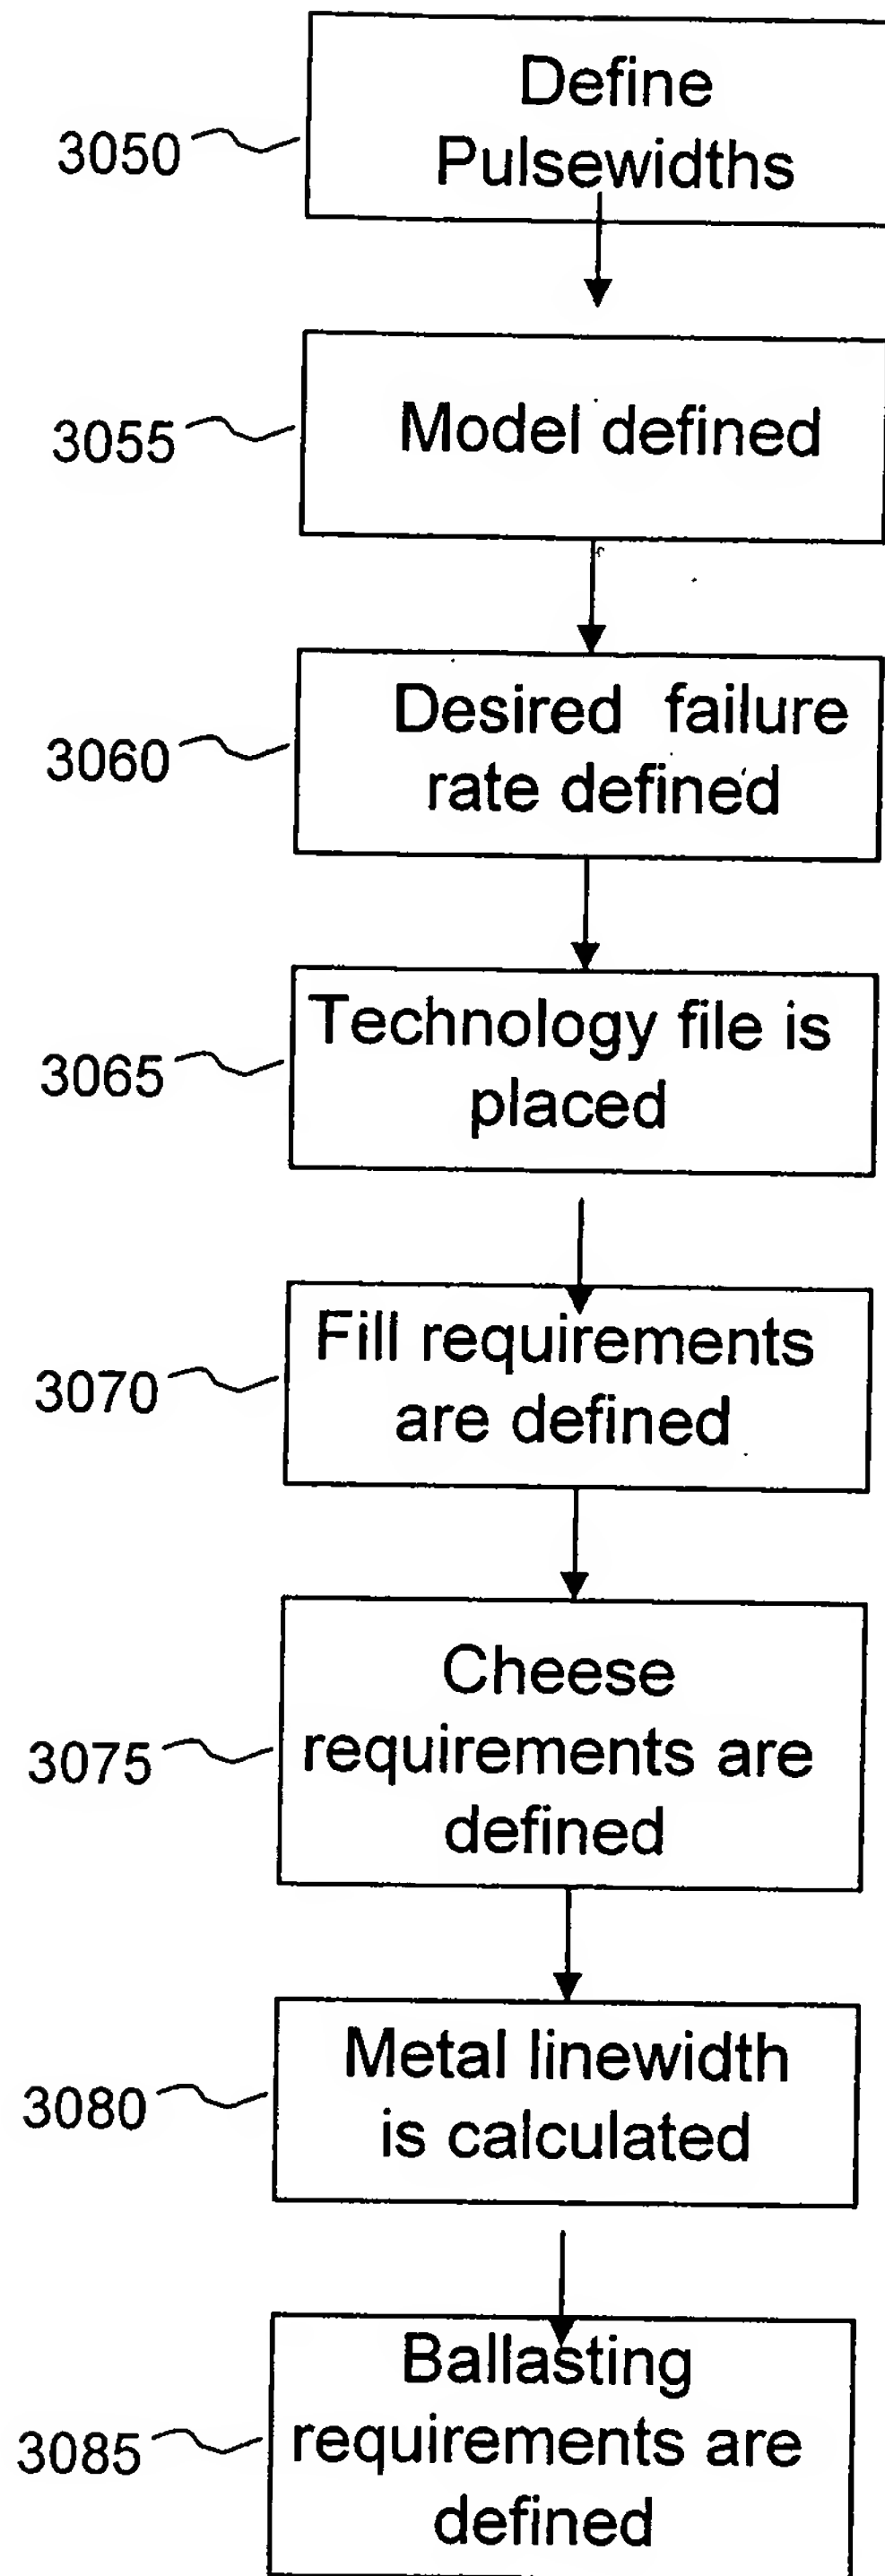 Define
3050
Pulsewidths
3055
Model defined
Desired failure
3060
rate defined
Technology file is
3065
placed
Fill requirements
3070
are defined
Cheese
3075
requirements are
defined
Metal linewidth
3080
is calculated
Ballasting
3085
requirements are
defined